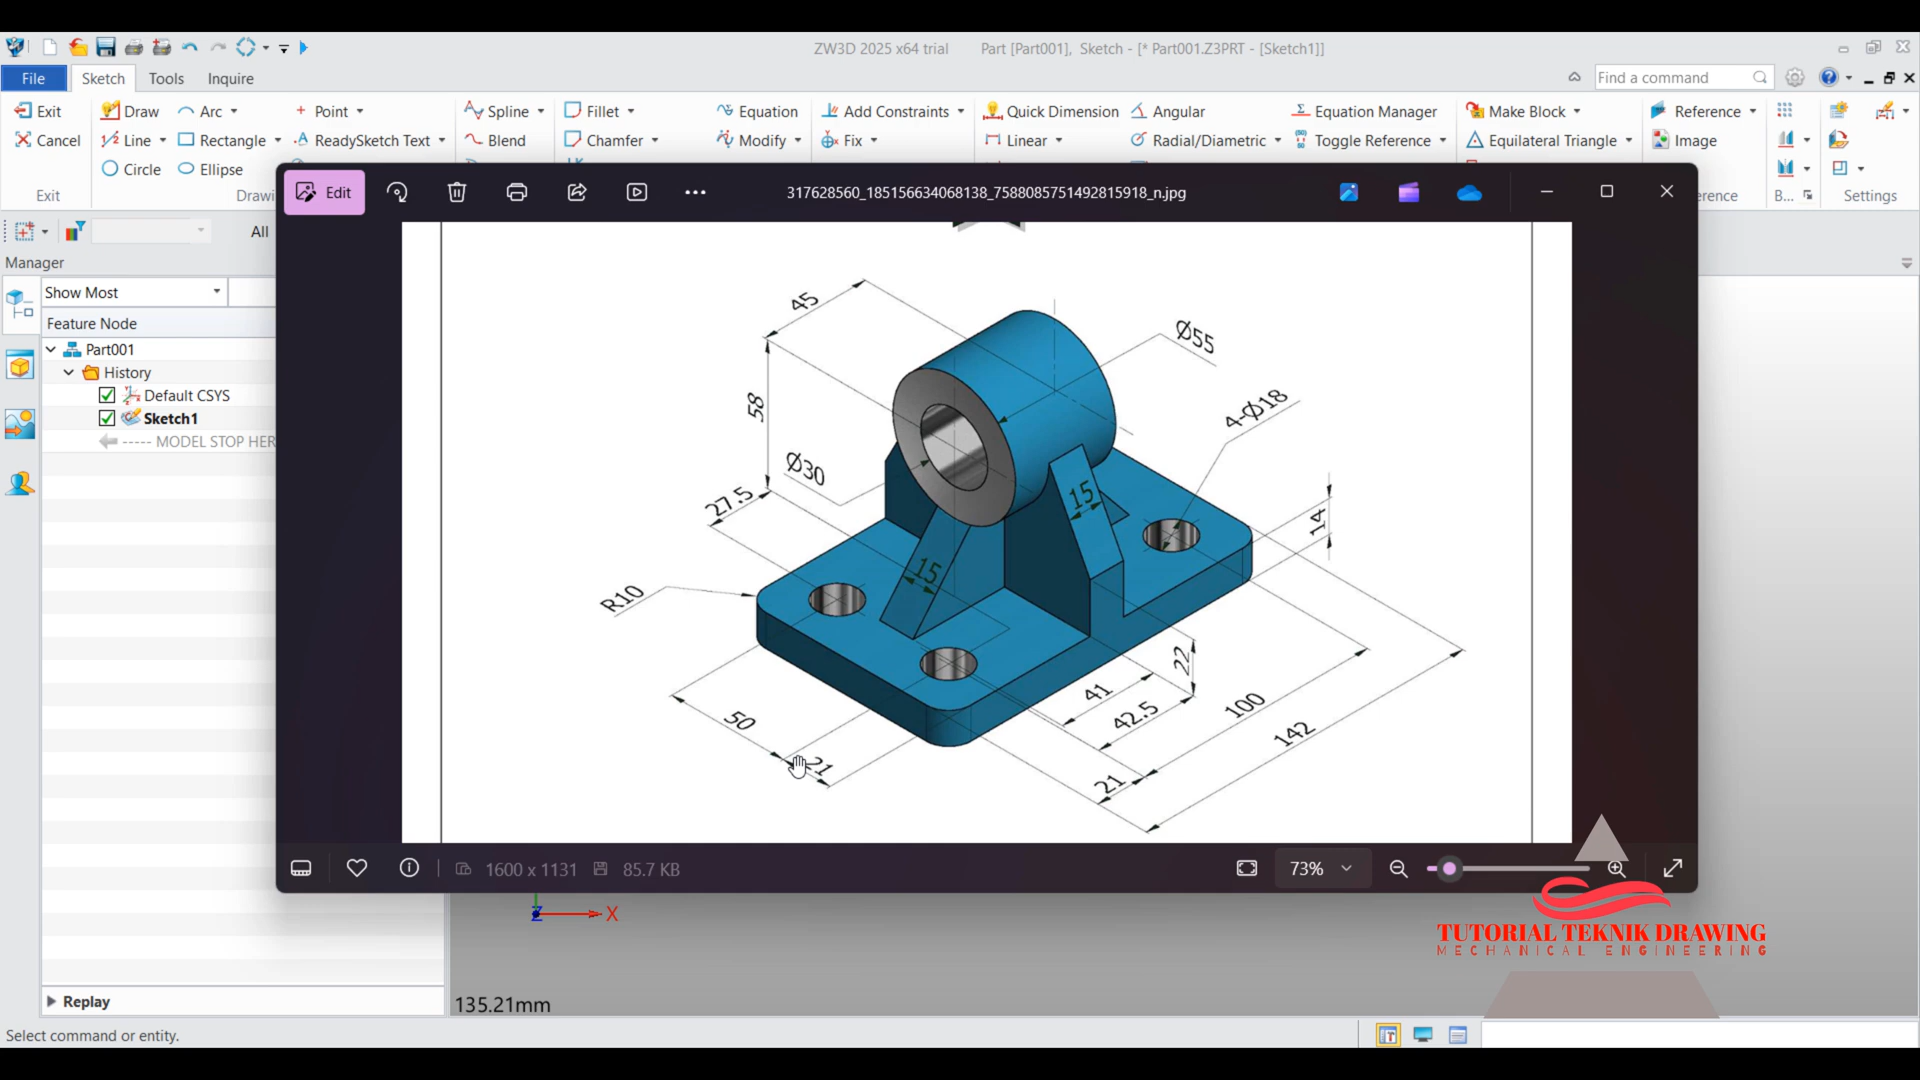 ZW3D 2025 x64 trial Part [Part001], Sketch - [* Part001.Z3PRT - [Sketch1]]
File Sketch Tools Inquire Find a command
Exit Draw Arc Point Spline Fillet Equation Add Constraints Quick Dimension Angular Equation Manager Make Block Reference
Cancel Line Rectangle ReadySketch Text Blend Chamfer Modify Fix Linear Radial/Diametric Toggle Reference Equilateral Triangle Image
Circle Ellipse
Exit Drawi erence B... Settings
Edit 317628560_185156634068138_7588085751492815918_n.jpg
All
Manager
Show Most
Feature Node
Part001
History
Default CSYS
Sketch1
----- MODEL STOP HER
45
Ø55
58
4-Ø18
Ø30
27.5
15
14
15
R10
22
41
42.5
100
50
142
21
21
1600 x 1131 85.7 KB 73%
Z X
TUTORIAL TEKNIK DRAWING
MECHANICAL ENGINEERING
Replay
135.21mm
Select command or entity.